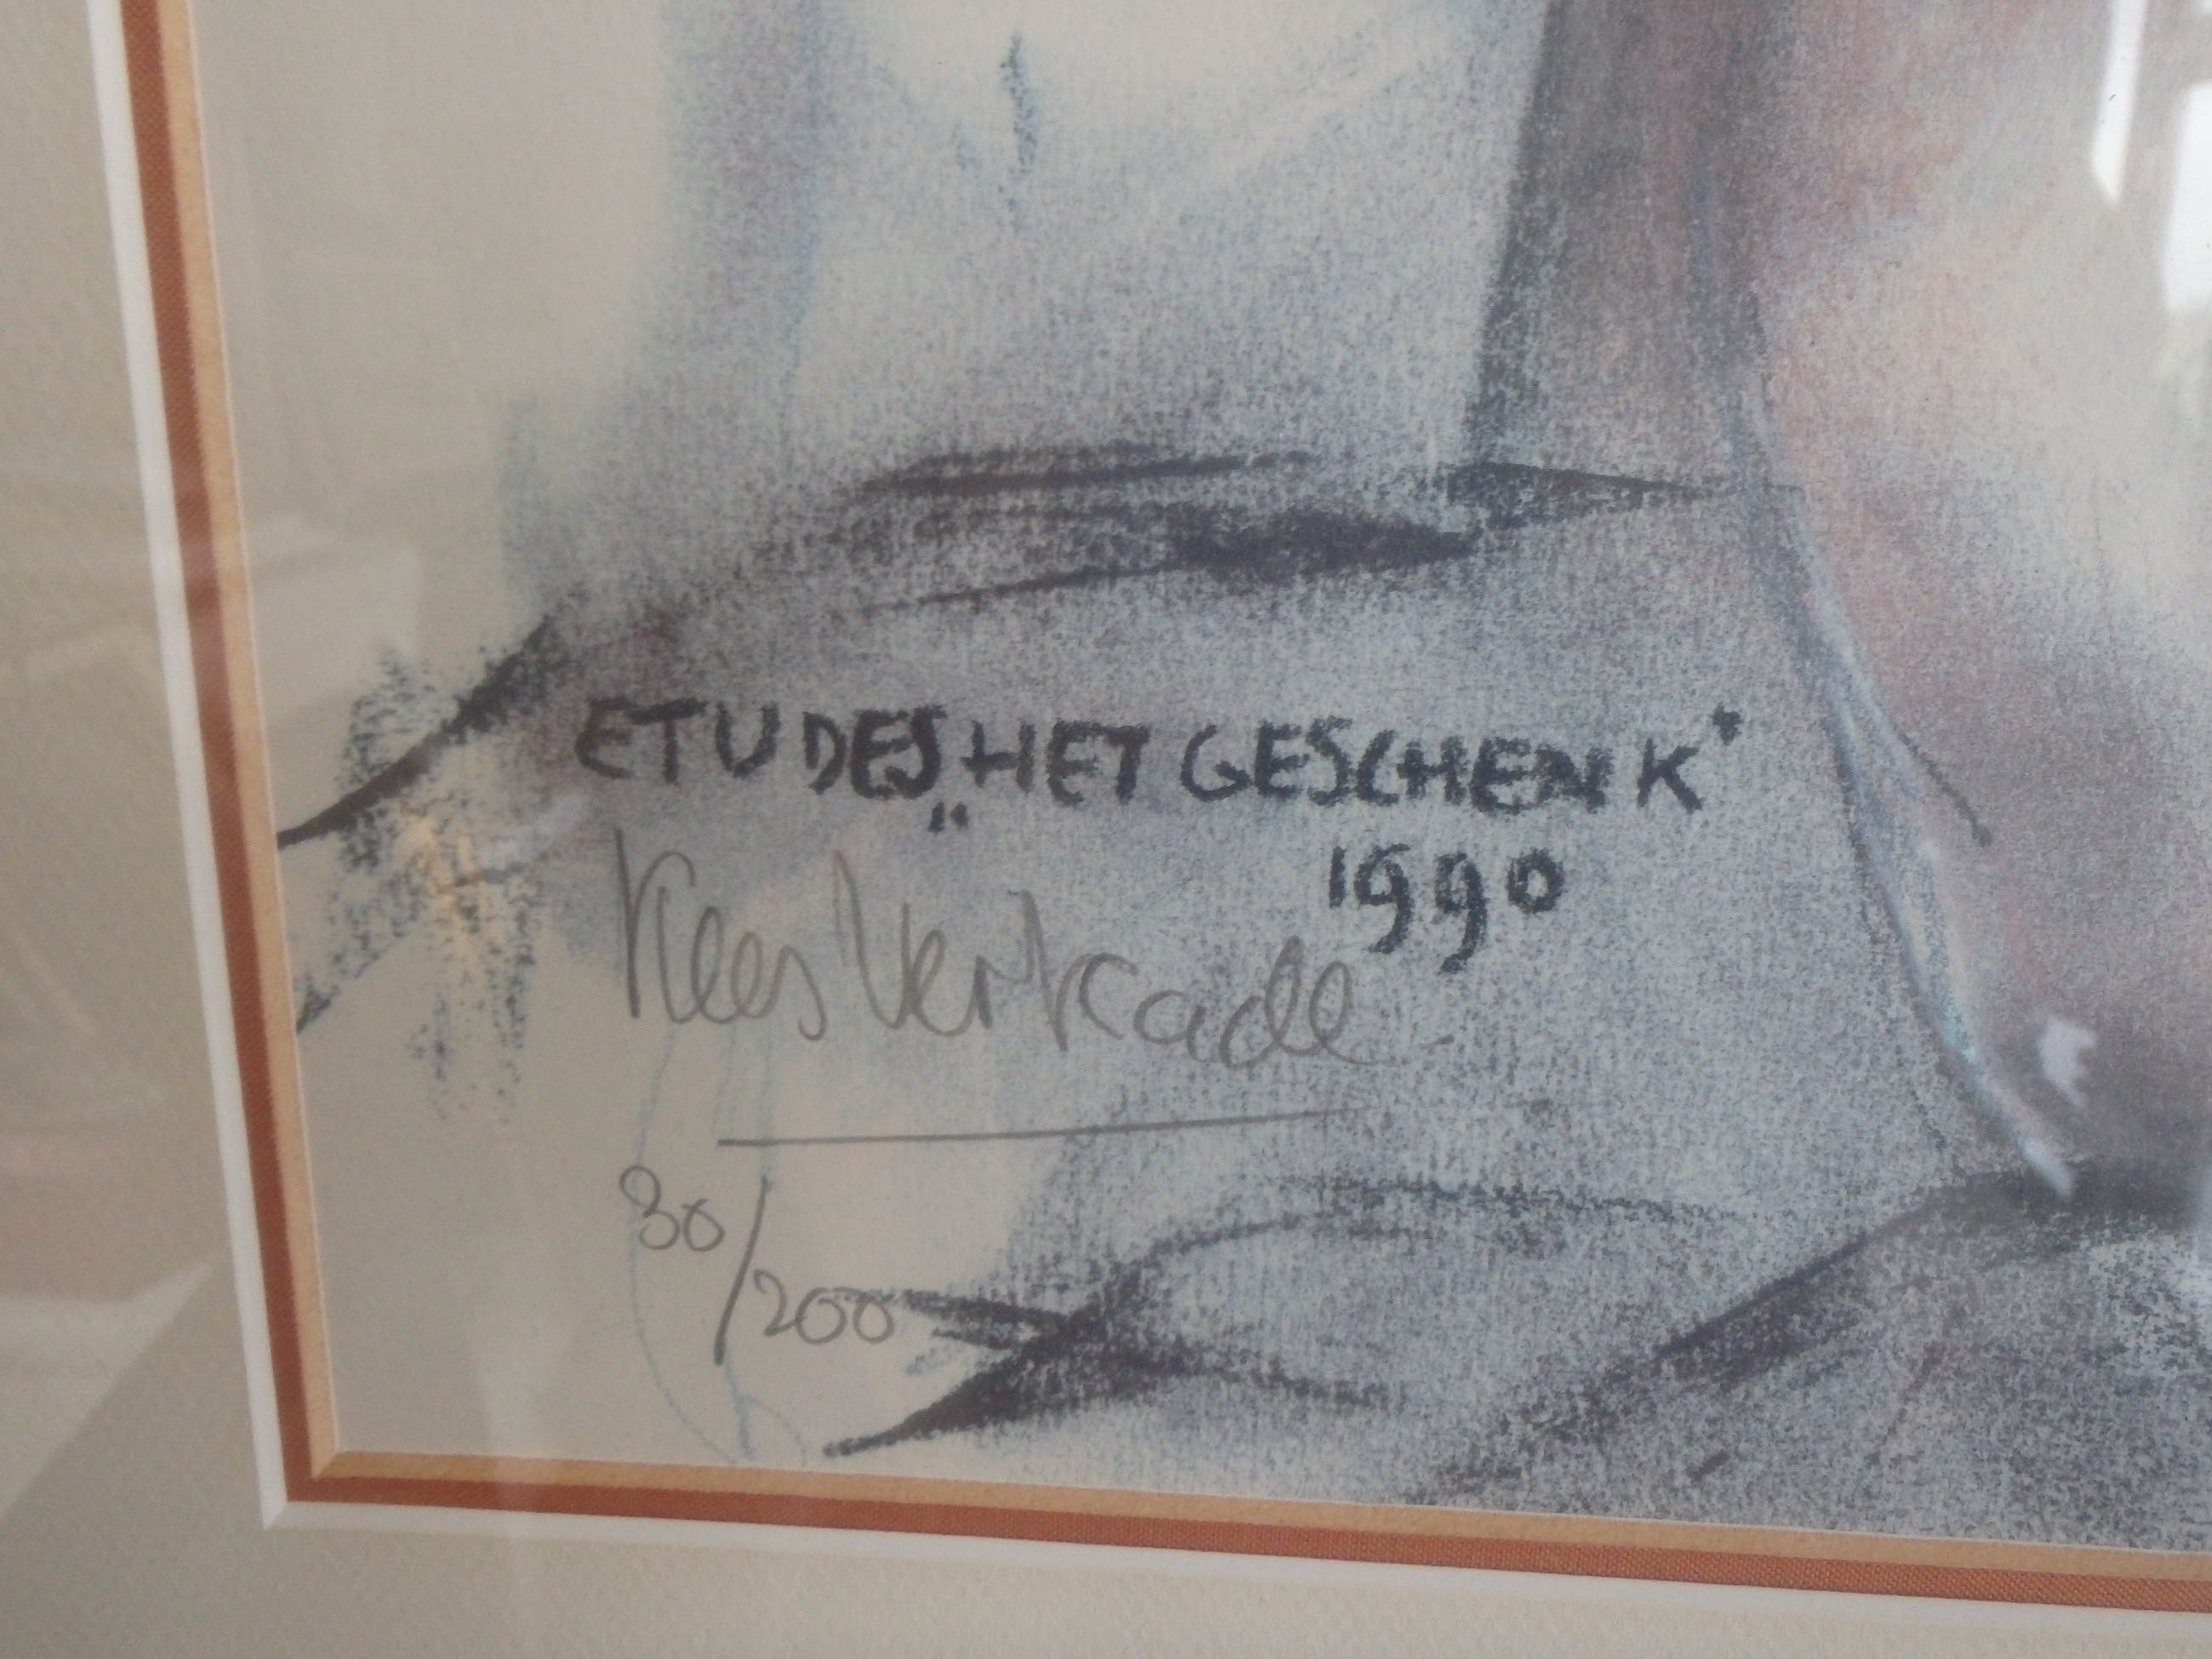 ETUDES „HET GESCHENK"
1990
Kees Verkade
30/200